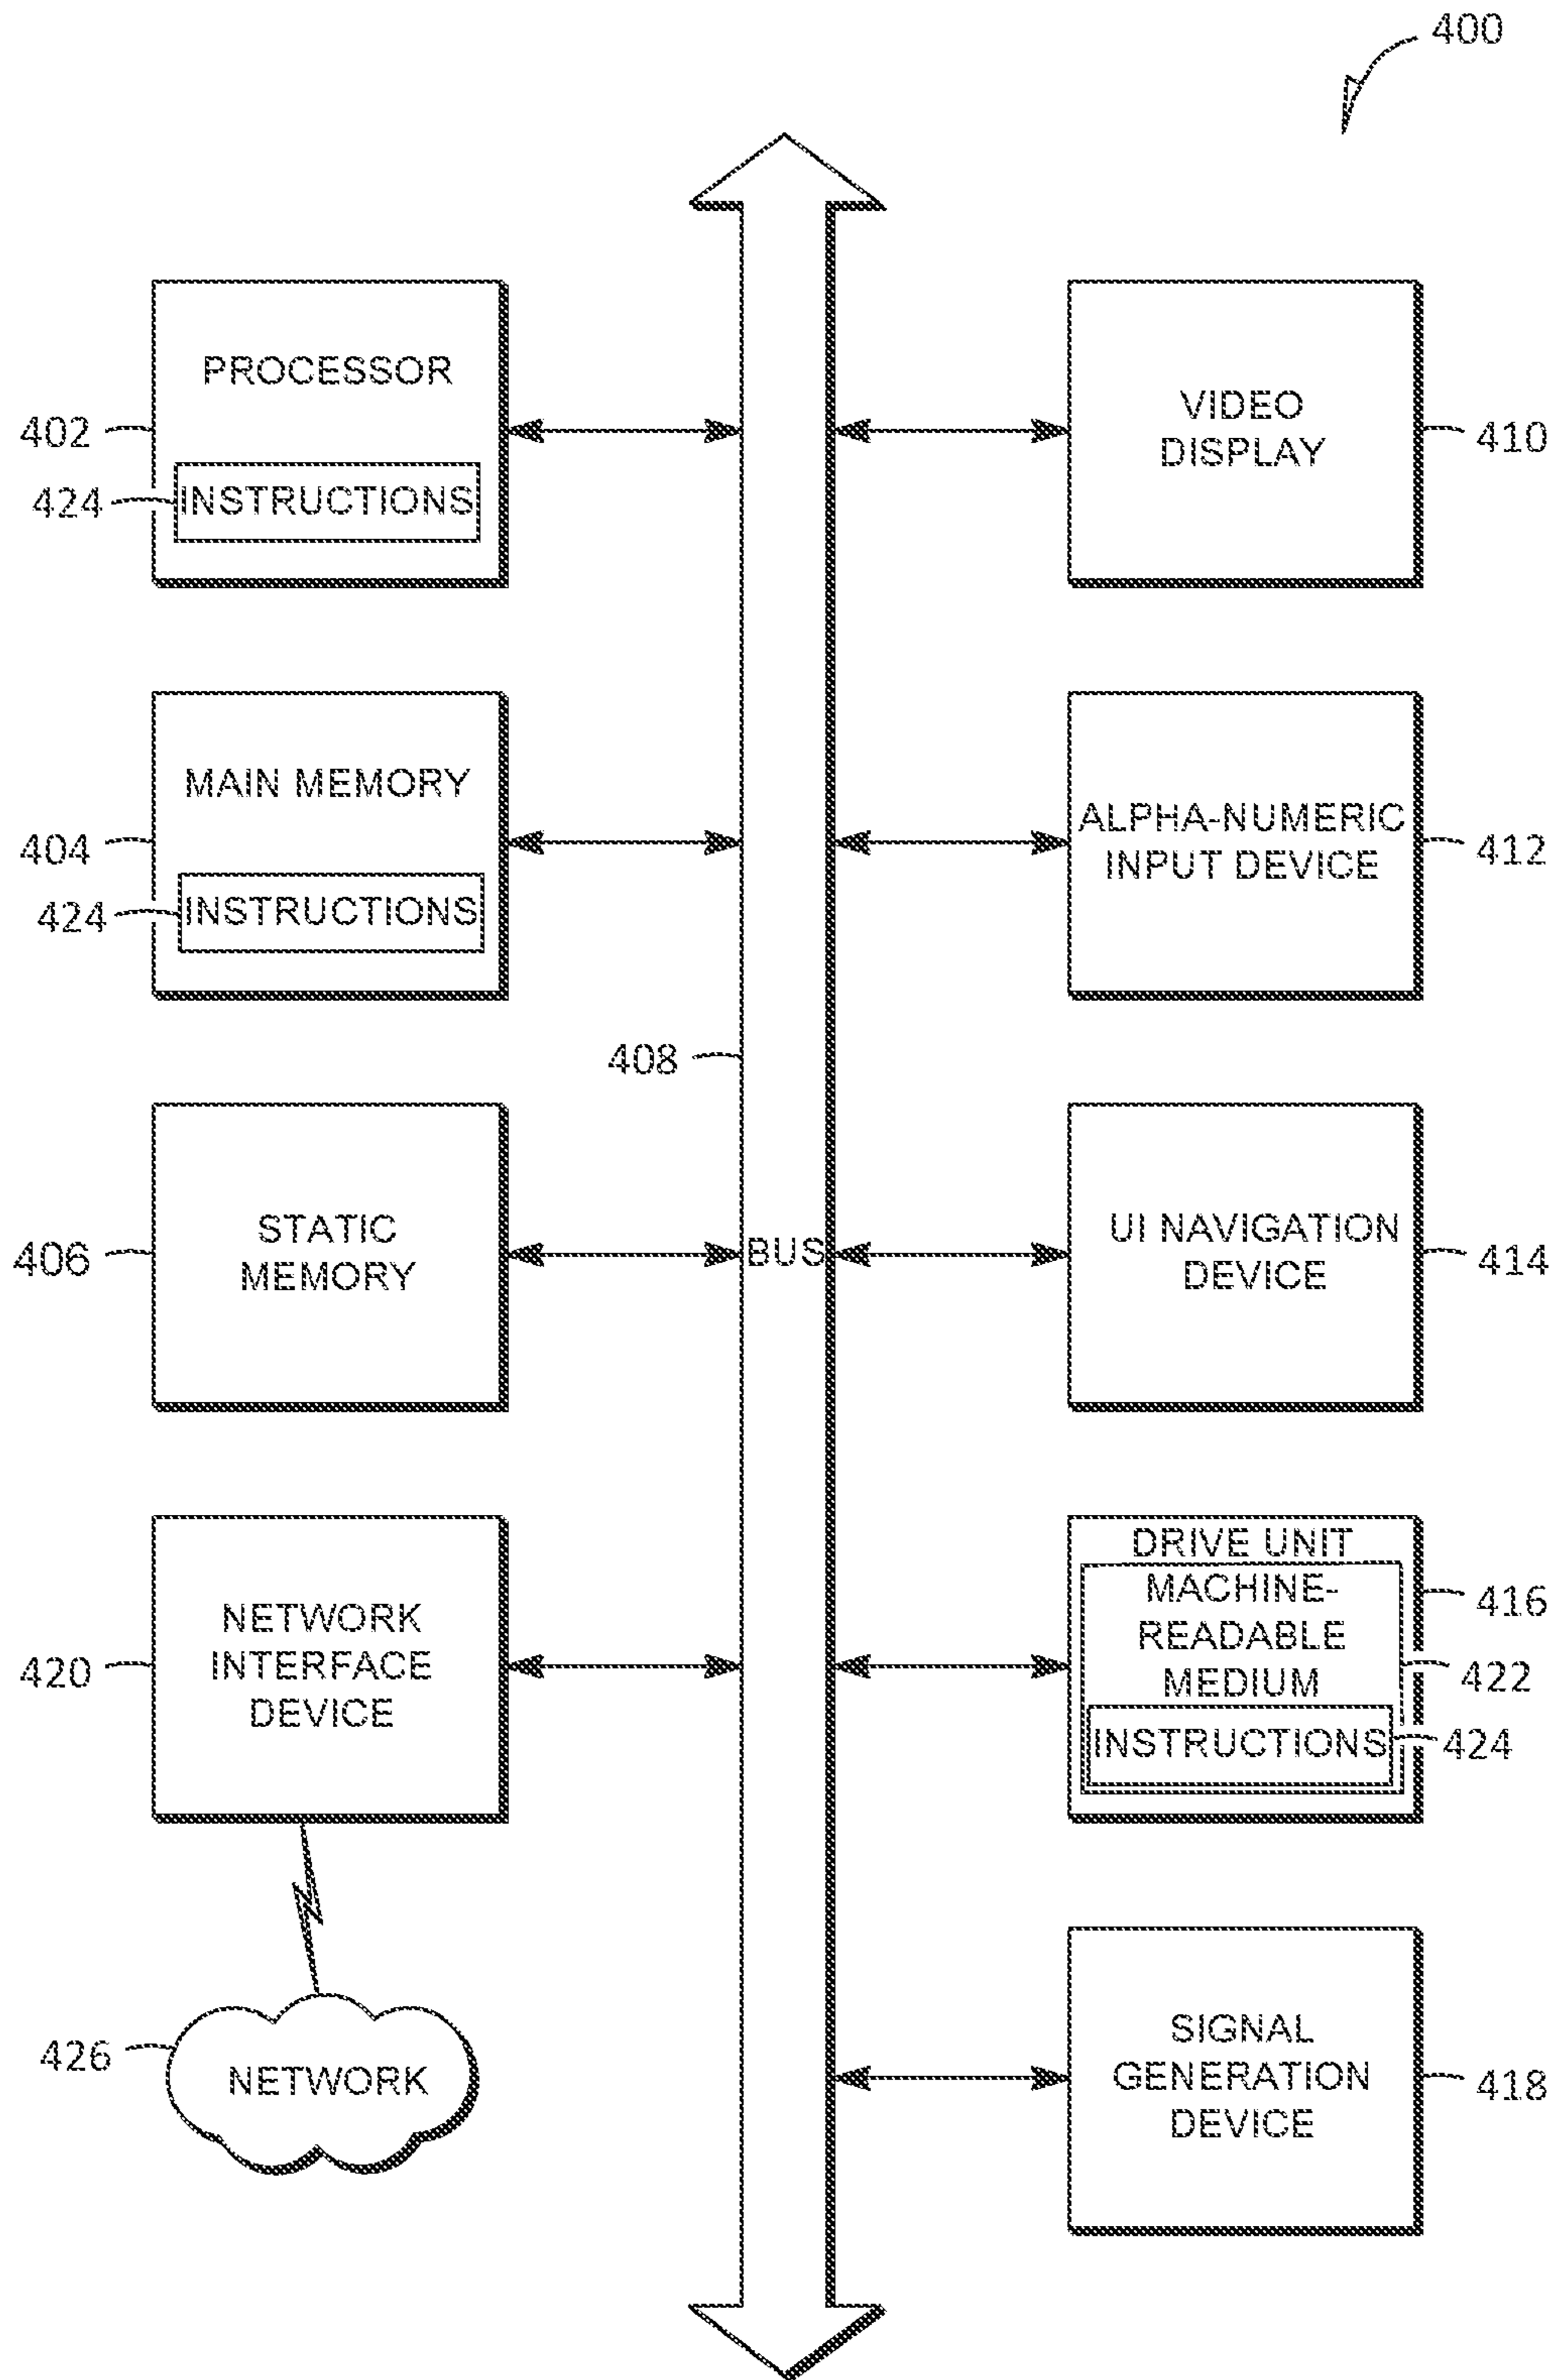 400
PROCESSOR
402
424
INSTRUCTIONS
VIDEO
DISPLAY
410
MAIN MEMORY
404
424
INSTRUCTIONS
ALPHA-NUMERIC
INPUT DEVICE
412
408
STATIC
MEMORY
406
BUS
UI NAVIGATION
DEVICE
414
NETWORK
INTERFACE
DEVICE
420
DRIVE UNIT
MACHINE-
READABLE
MEDIUM
INSTRUCTIONS
416
422
424
426
NETWORK
SIGNAL
GENERATION
DEVICE
418